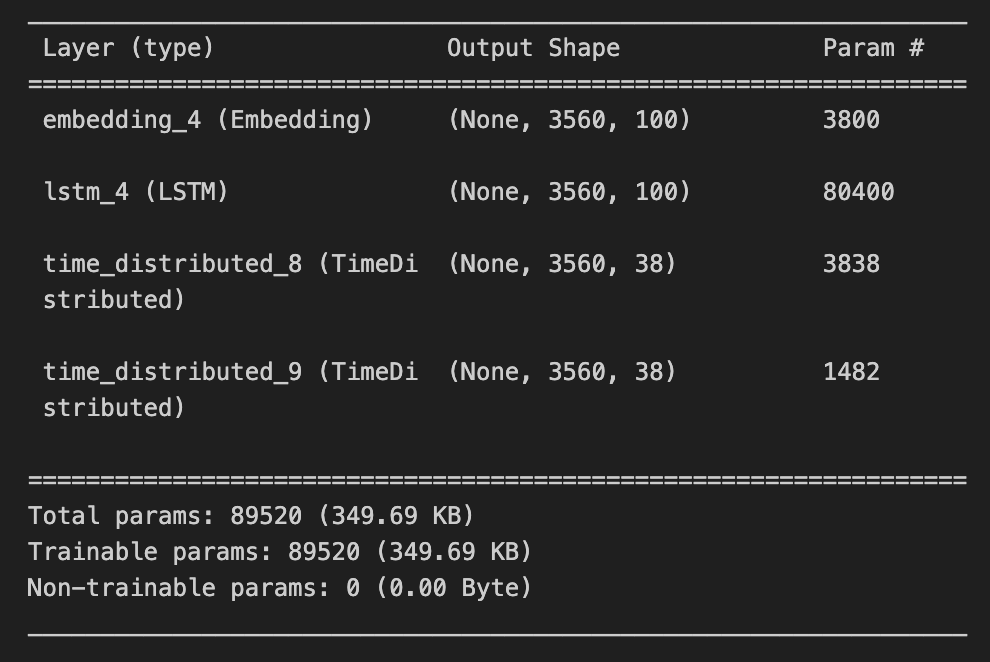 Layer (type) Output Shape Param #
=================================================================
embedding_4 (Embedding) (None, 3560, 100) 3800
lstm_4 (LSTM) (None, 3560, 100) 80400
time_distributed_8 (TimeDi (None, 3560, 38) 3838
stributed)
time_distributed_9 (TimeDi (None, 3560, 38) 1482
stributed)
=================================================================
Total params: 89520 (349.69 KB)
Trainable params: 89520 (349.69 KB)
Non-trainable params: 0 (0.00 Byte)